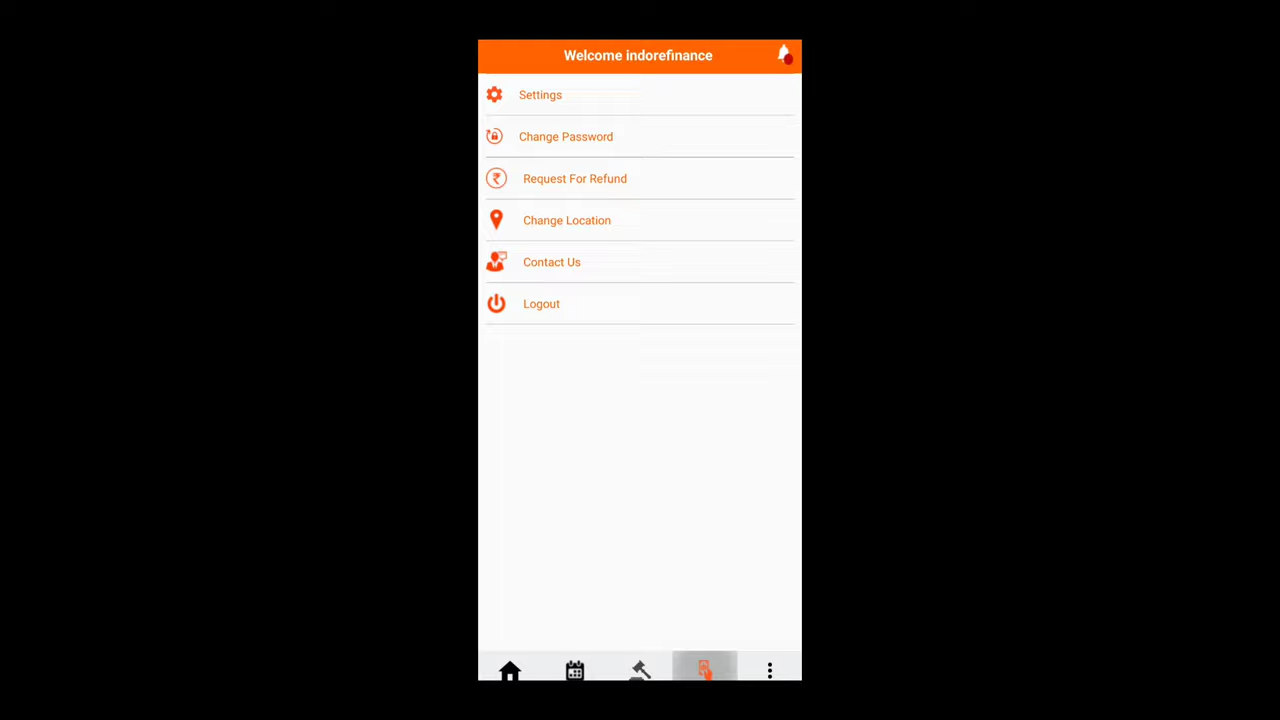 Welcome indorefinance
Settings
Change Password
Request For Refund
Change Location
Contact Us
Logout